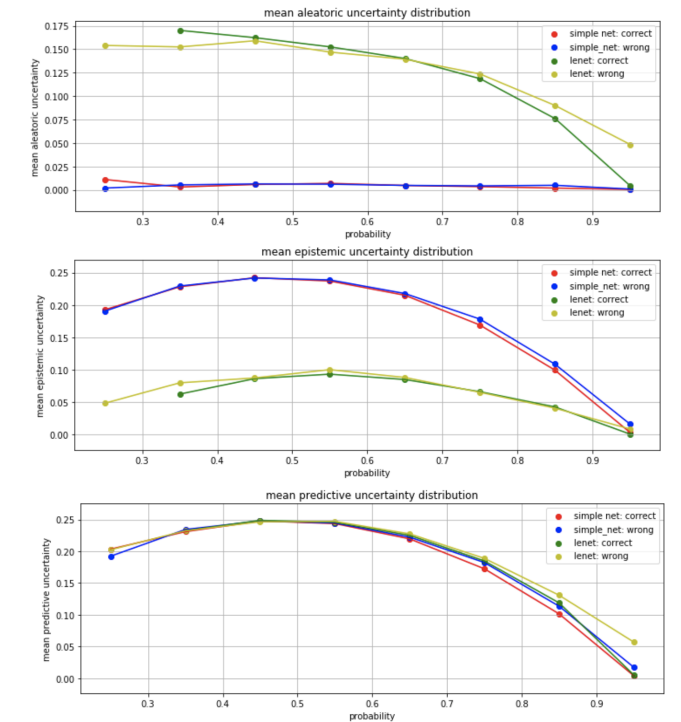 mean aleatoric uncertainty distribution
0.175
0.150
0.125
0.100
0.075
0.050
0.025
0.000
mean aleatoric uncertainty
simple net: correct
simple_net: wrong
lenet: correct
lenet: wrong
0.3 0.4 0.5 0.6 0.7 0.8 0.9
probability
mean epistemic uncertainty distribution
0.25
0.20
0.15
0.10
0.05
0.00
mean epistemic uncertainty
simple net: correct
simple_net: wrong
lenet: correct
lenet: wrong
0.3 0.4 0.5 0.6 0.7 0.8 0.9
probability
mean predictive uncertainty distribution
0.25
0.20
0.15
0.10
0.05
0.00
mean predictive uncertainty
simple net: correct
simple_net: wrong
lenet: correct
lenet: wrong
0.3 0.4 0.5 0.6 0.7 0.8 0.9
probability